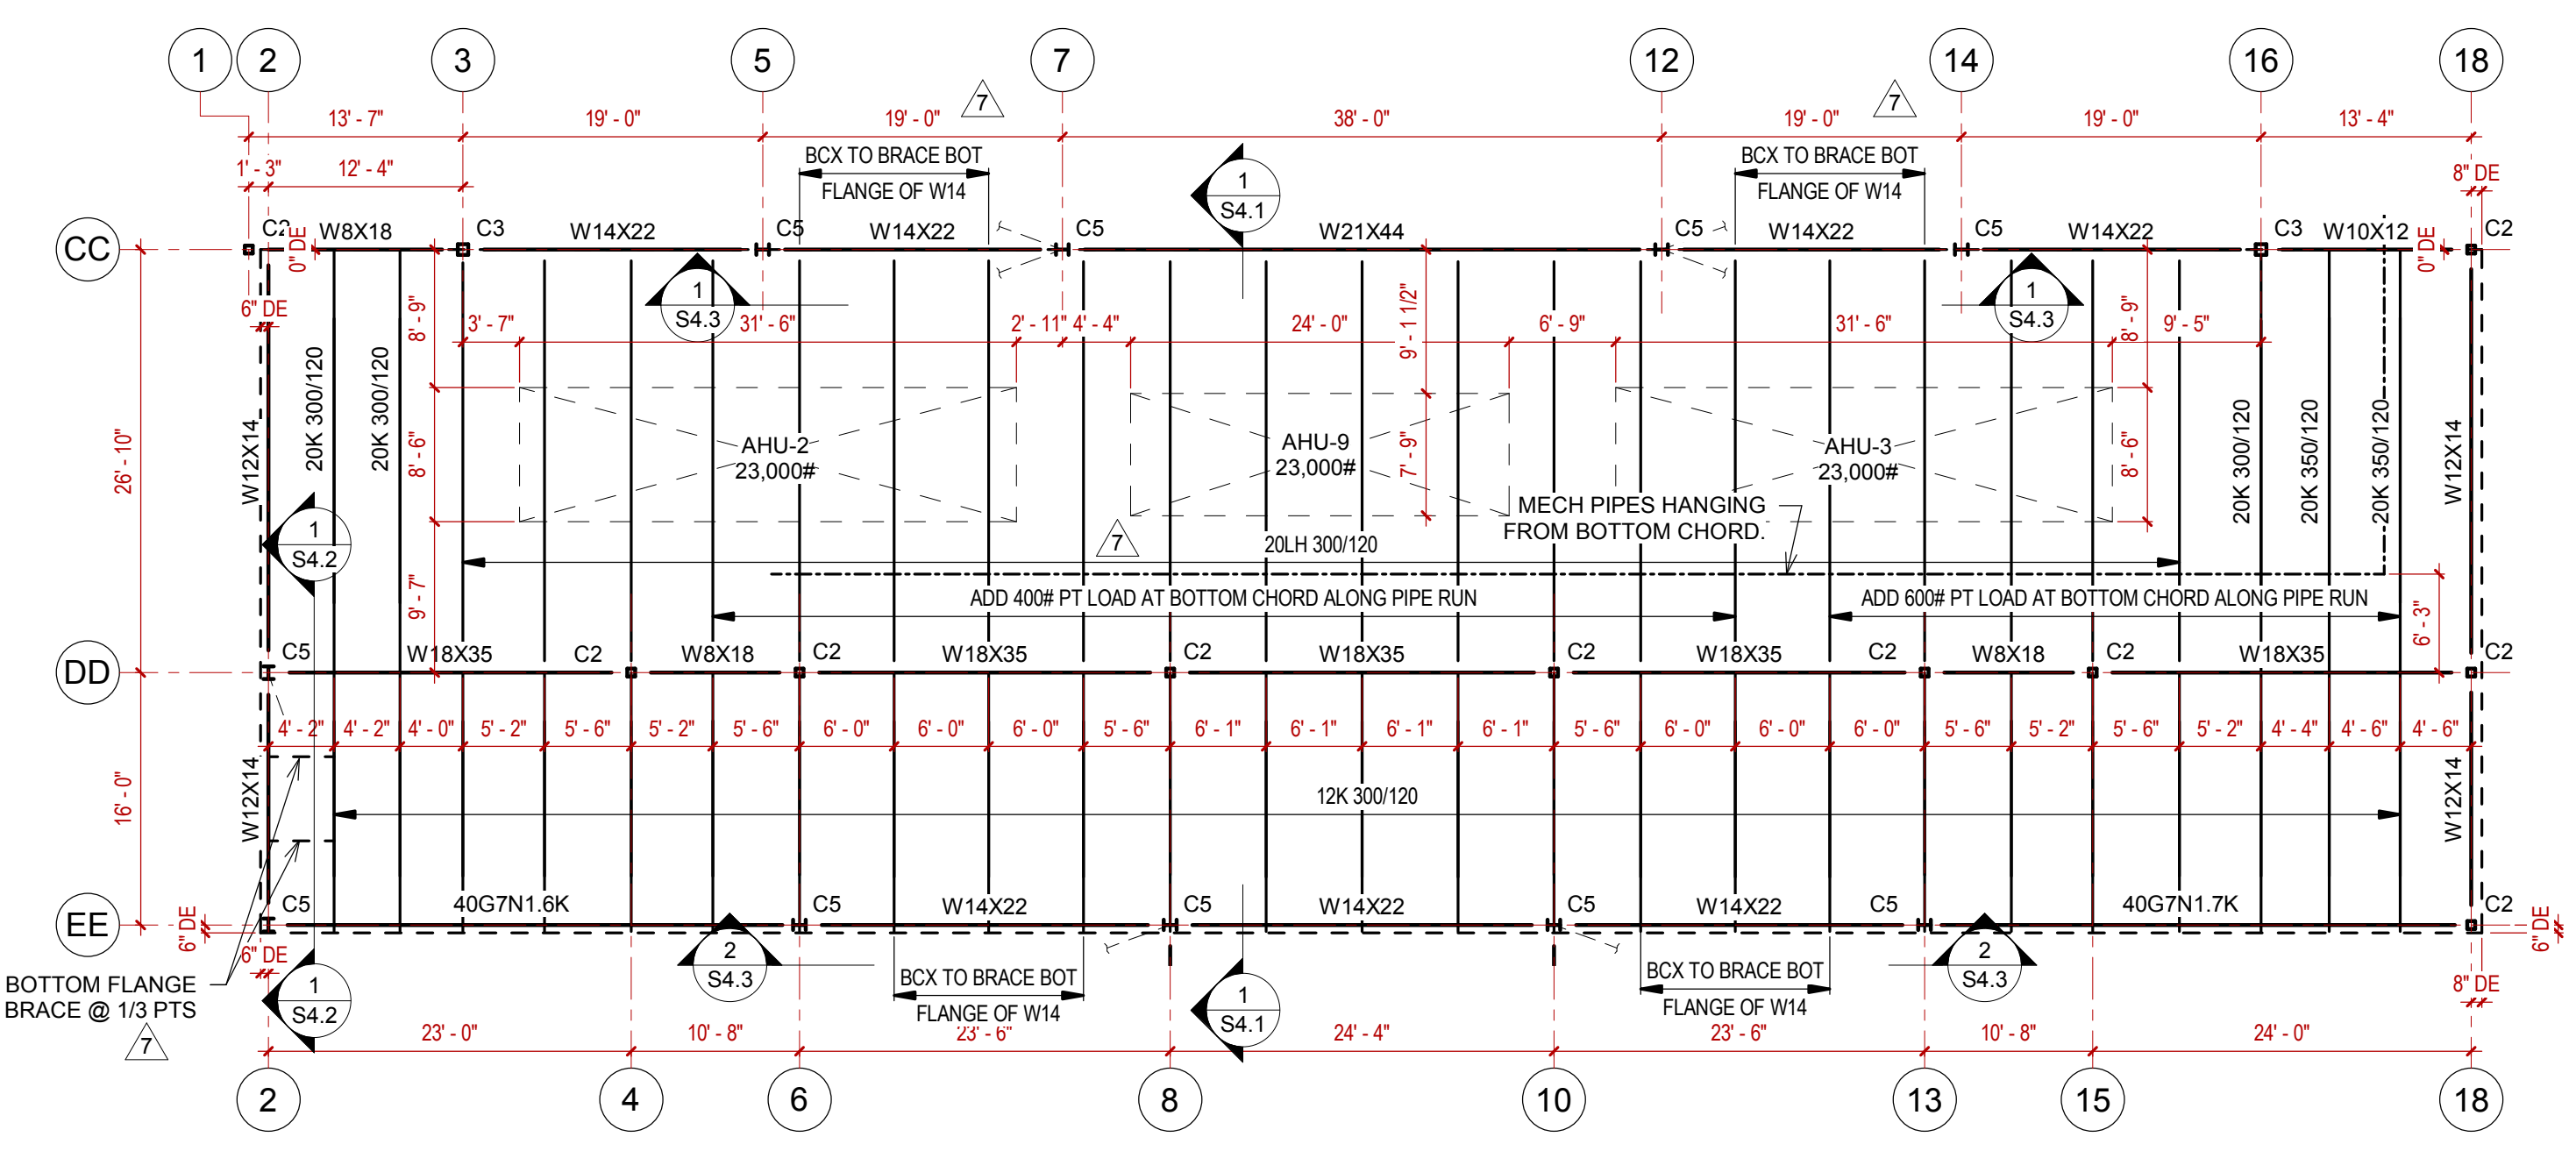 1 2 3 5 7 12 14 16 18
7 7
13' - 7" 19' - 0" 19' - 0" 38' - 0" 19' - 0" 19' - 0" 13' - 4"
1' - 3" 12' - 4"
BCX TO BRACE BOT
FLANGE OF W14
1
S4.1
BCX TO BRACE BOT
FLANGE OF W14
8" DE
CC
C2 W8X18 C3 W14X22 C5 W14X22 C5 W21X44 C5 W14X22 C5 W14X22 C3 W10X12 C2
0" DE
0" DE
6" DE
8' - 9"
1
S4.3
9' - 1 1/2"
1
S4.3
8' - 9"
3' - 7" 31' - 6" 2' - 11" 4' - 4" 24' - 0" 6' - 9" 31' - 6" 9' - 5"
26' - 10"
W12X14
20K 300/120
20K 300/120
8' - 6"
AHU-2
23,000#
AHU-9
23,000#
7' - 9"
AHU-3
23,000#
8' - 6"
20K 300/120
20K 350/120
20K 350/120
W12X14
MECH PIPES HANGING
FROM BOTTOM CHORD.
1
S4.2
7
20LH 300/120
9' - 7"
ADD 400# PT LOAD AT BOTTOM CHORD ALONG PIPE RUN
ADD 600# PT LOAD AT BOTTOM CHORD ALONG PIPE RUN
6' - 3"
DD
C5 W18X35 C2 W8X18 C2 W18X35 C2 W18X35 C2 W18X35 C2 W8X18 C2 W18X35 C2
4' - 2" 4' - 2" 4' - 0" 5' - 2" 5' - 6" 5' - 2" 5' - 6" 6' - 0" 6' - 0" 6' - 0" 5' - 6" 6' - 1" 6' - 1" 6' - 1" 6' - 1" 5' - 6" 6' - 0" 6' - 0" 6' - 0" 5' - 6" 5' - 2" 5' - 6" 5' - 2" 4' - 4" 4' - 6" 4' - 6"
16' - 0"
W12X14
12K 300/120
W12X14
EE
C5 40G7N1.6K C5 W14X22 C5 W14X22 C5 W14X22 C5 40G7N1.7K C2
6" DE
6" DE
6" DE
2
S4.3
2
S4.3
BOTTOM FLANGE
BRACE @ 1/3 PTS
7
1
S4.2
BCX TO BRACE BOT
FLANGE OF W14
1
S4.1
BCX TO BRACE BOT
FLANGE OF W14
8" DE
23' - 0" 10' - 8" 23' - 6" 24' - 4" 23' - 6" 10' - 8" 24' - 0"
2 4 6 8 10 13 15 18